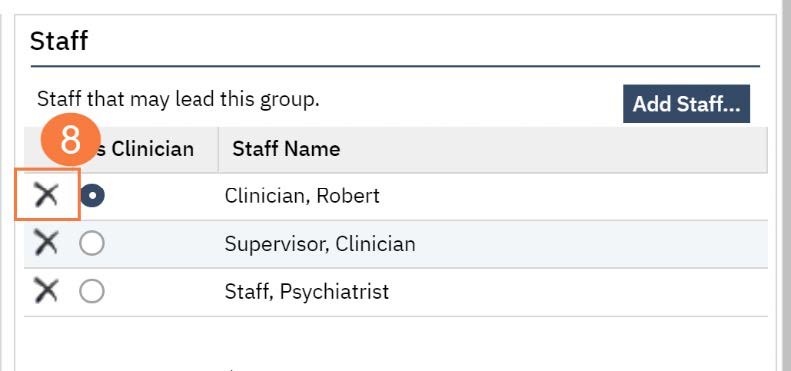 Staff
Staff that may lead this group.
Add Staff...
8
s Clinician
Staff Name
Clinician, Robert
Supervisor, Clinician
Staff, Psychiatrist